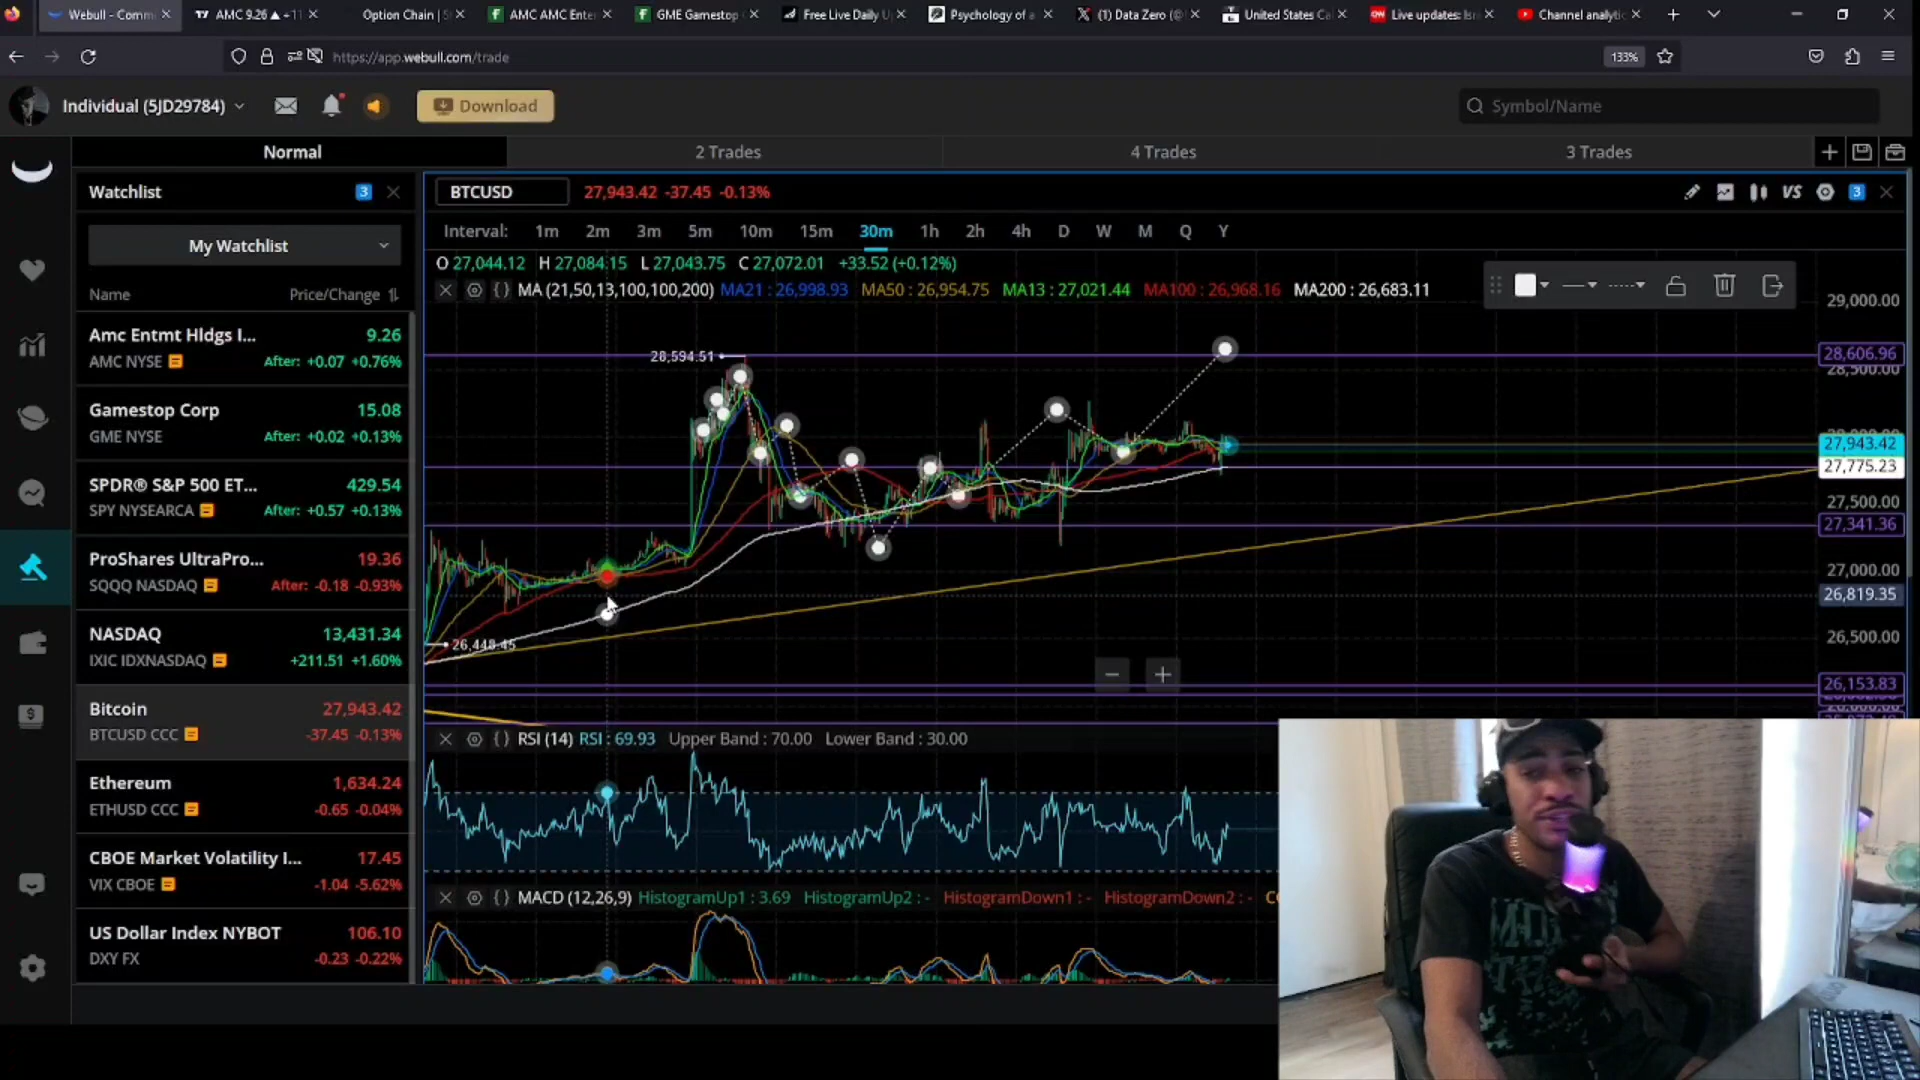 Webull - Comm
AMC 9.26 ▲ +1
Option Chain | S
AMC AMC Ente
GME Gamestop
Free Live Daily U
Psychology of a
(1) Data Zero (@
United States Ca
Live updates: Isr
Channel analytic
https://app.webull.com/trade
133%
Individual (5JD29784)
Download
Symbol/Name
Normal
2 Trades
4 Trades
3 Trades
Watchlist
3
My Watchlist
Name
Price/Change
Amc Entmt Hldgs I...
9.26
AMC NYSE
After: +0.07 +0.76%
Gamestop Corp
15.08
GME NYSE
After: +0.02 +0.13%
SPDR® S&P 500 ET...
429.54
SPY NYSEARCA
After: +0.57 +0.13%
ProShares UltraPro...
19.36
SQQQ NASDAQ
After: -0.18 -0.93%
NASDAQ
13,431.34
IXIC IDXNASDAQ
+211.51 +1.60%
Bitcoin
27,943.42
BTCUSD CCC
-37.45 -0.13%
Ethereum
1,634.24
ETHUSD CCC
-0.65 -0.04%
CBOE Market Volatility I...
17.45
VIX CBOE
-1.04 -5.62%
US Dollar Index NYBOT
106.10
DXY FX
-0.23 -0.22%
BTCUSD
27,943.42 -37.45 -0.13%
VS
3
Interval: 1m 2m 3m 5m 10m 15m 30m 1h 2h 4h D W M Q Y
O 27,044.12 H 27,084.15 L 27,043.75 C 27,072.01 +33.52 (+0.12%)
MA (21,50,13,100,100,200) MA21 : 26,998.93 MA50 : 26,954.75 MA13 : 27,021.44 MA100 : 26,968.16 MA200 : 26,683.11
28,594.51
26,448.45
29,000.00
28,606.96
28,500.00
27,943.42
27,775.23
27,500.00
27,341.36
27,000.00
26,819.35
26,500.00
26,153.83
RSI (14) RSI : 69.93 Upper Band : 70.00 Lower Band : 30.00
MACD (12,26,9) HistogramUp1 : 3.69 HistogramUp2 : - HistogramDown1 : - HistogramDown2 : -